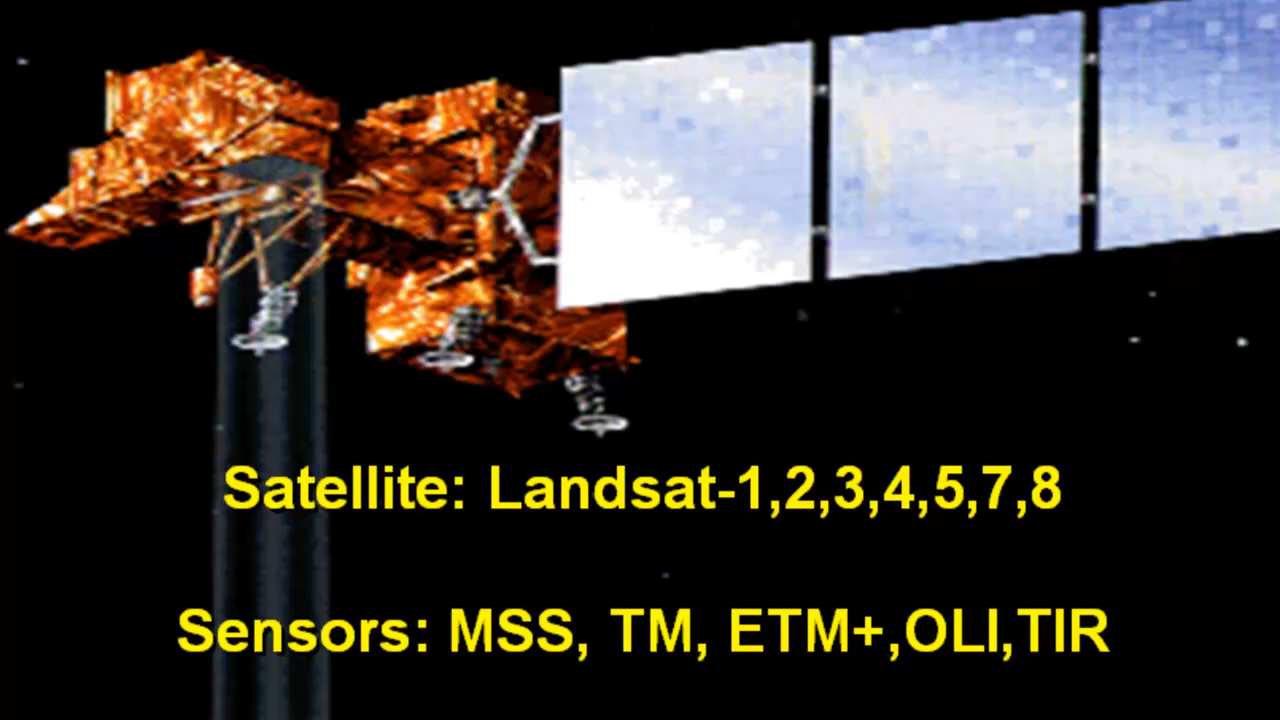 Satellite: Landsat-1,2,3,4,5,7,8
Sensors: MSS, TM, ETM+,OLI,TIR